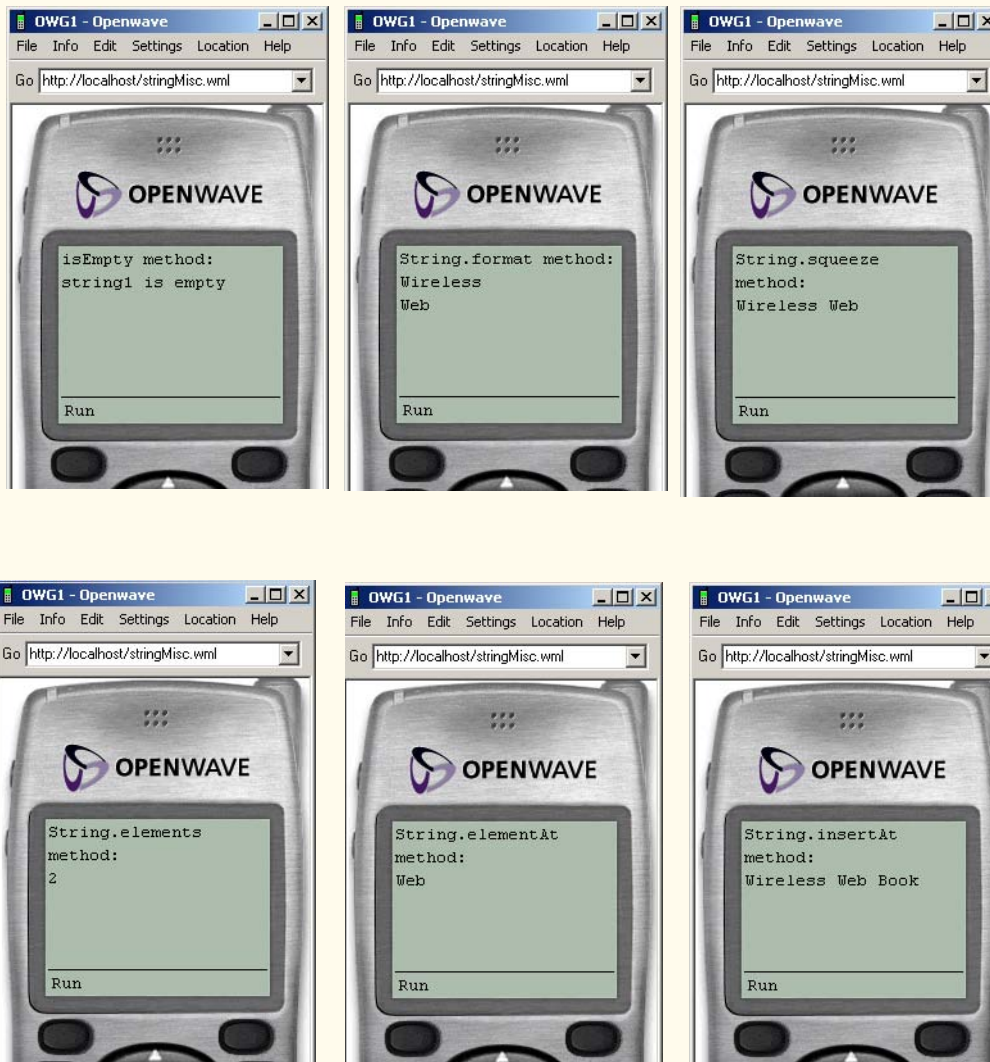 OWG1 - Openwave
File Info Edit Settings Location Help
Go http://localhost/stringMisc.wml
OPENWAVE
isEmpty method:
string1 is empty
Run
OWG1 - Openwave
File Info Edit Settings Location Help
Go http://localhost/stringMisc.wml
OPENWAVE
String.format method:
Wireless
Web
Run
OWG1 - Openwave
File Info Edit Settings Location Help
Go http://localhost/stringMisc.wml
OPENWAVE
String.squeeze
method:
Wireless Web
Run
OWG1 - Openwave
File Info Edit Settings Location Help
Go http://localhost/stringMisc.wml
OPENWAVE
String.elements
method:
2
Run
OWG1 - Openwave
File Info Edit Settings Location Help
Go http://localhost/stringMisc.wml
OPENWAVE
String.elementAt
method:
Web
Run
OWG1 - Openwave
File Info Edit Settings Location Help
Go http://localhost/stringMisc.wml
OPENWAVE
String.insertAt
method:
Wireless Web Book
Run